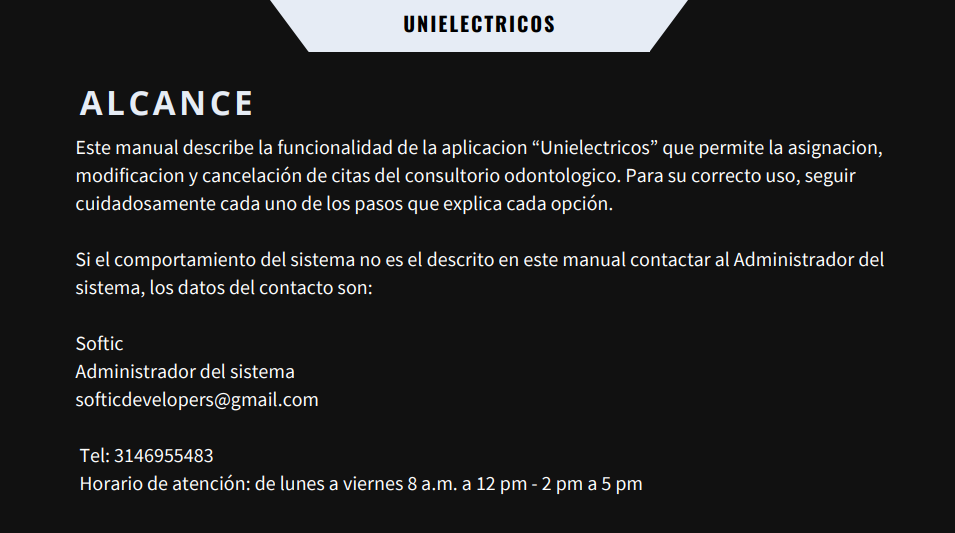 UNIELECTRICOS
ALCANCE
Este manual describe la funcionalidad de la aplicacion “Unielectricos” que permite la asignacion,
modificacion y cancelación de citas del consultorio odontologico. Para su correcto uso, seguir
cuidadosamente cada uno de los pasos que explica cada opción.
Si el comportamiento del sistema no es el descrito en este manual contactar al Administrador del
sistema, los datos del contacto son:
Softic
Administrador del sistema
softicdevelopers@gmail.com
Tel: 3146955483
Horario de atención: de lunes a viernes 8 a.m. a 12 pm - 2 pm a 5 pm